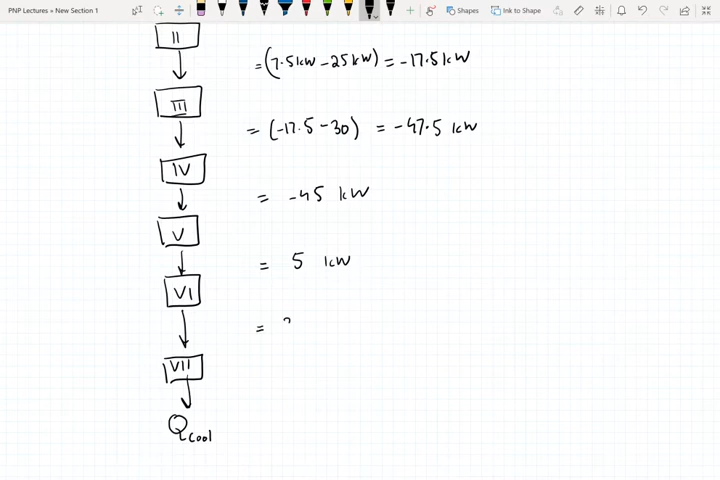 PNP Lectures » New Section 1
Shapes Ink to Shape
II
= (7.5kW - 25kW) = -17.5kW
III
= (-17.5 - 30) = -47.5 kW
IV
= -45 kW
V
= 5 kW
VI
=
VII
Qcool